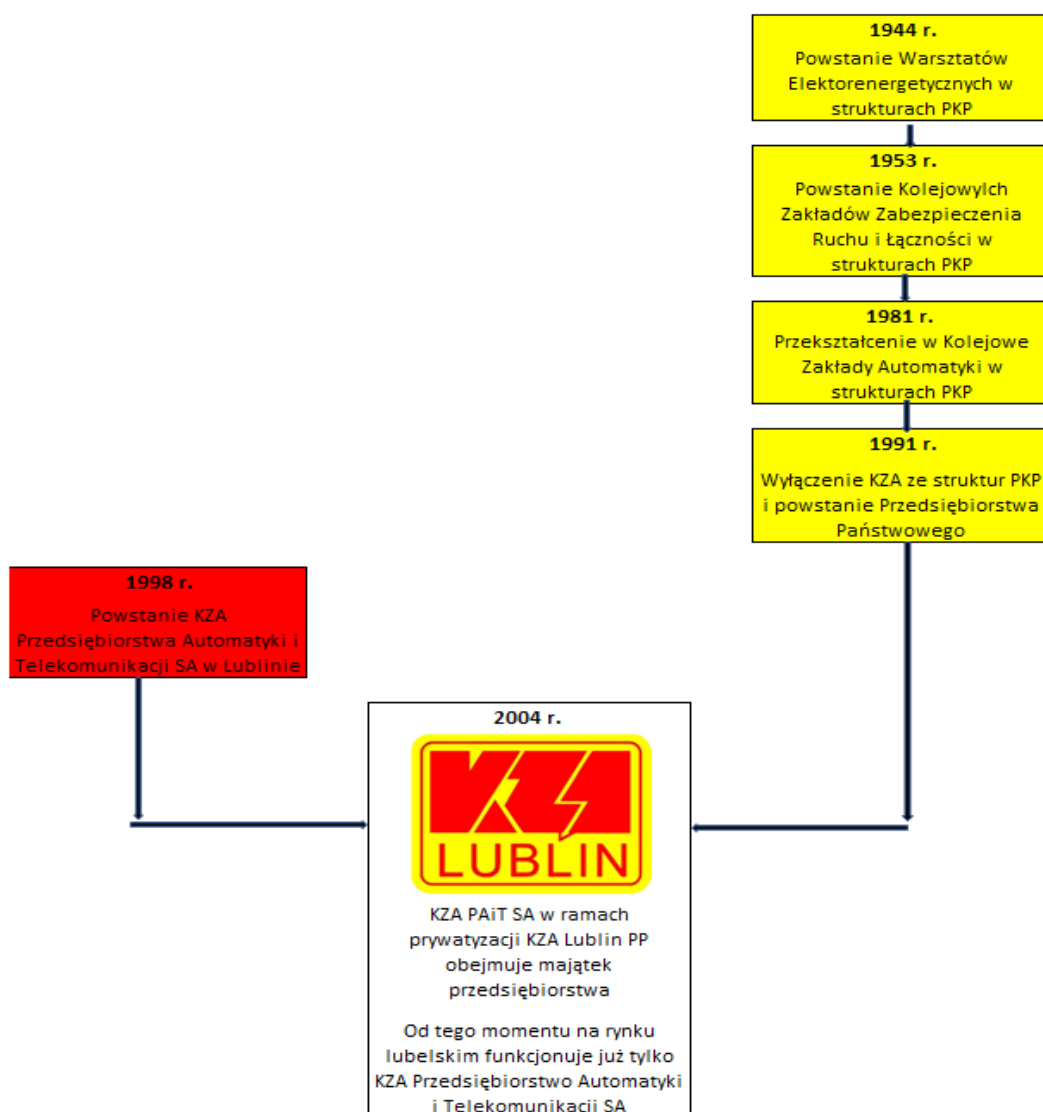 1944 r.
Powstanie Warsztatów
Elektorenergetycznych w
strukturach PKP
1953 r.
Powstanie Kolejowylch
Zakładów Zabezpieczenia
Ruchu i Łączności w
strukturach PKP
1981 r.
Przekształcenie w Kolejowe
Zakłady Automatyki w
strukturach PKP
1991 r.
Wyłączenie KZA ze struktur PKP
i powstanie Przedsiębiorstwa
Państwowego
1998 r.
Powstanie KZA
Przedsiębiorstwa Automatyki i
Telekomunikacji SA w Lublinie
2004 r.
KZA
LUBLIN
KZA PAiT SA w ramach
prywatyzacji KZA Lublin PP
obejmuje majątek
przedsiębiorstwa
Od tego momentu na rynku
lubelskim funkcjonuje już tylko
KZA Przedsiębiorstwo Automatyki
i Telekomunikacji SA